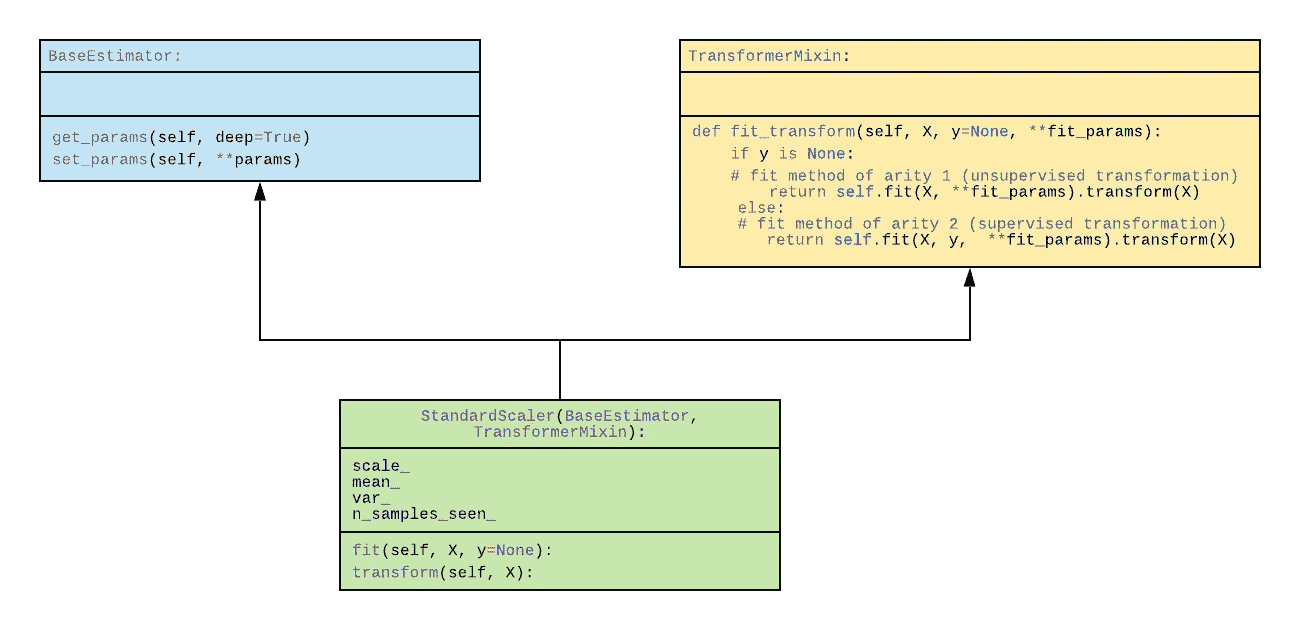 BaseEstimator:
get_params(self, deep=True)
set_params(self, **params)
TransformerMixin:
def fit_transform(self, X, y=None, **fit_params):
if y is None:
# fit method of arity 1 (unsupervised transformation)
return self.fit(X, **fit_params).transform(X)
else:
# fit method of arity 2 (supervised transformation)
return self.fit(X, y, **fit_params).transform(X)
StandardScaler(BaseEstimator,
TransformerMixin):
scale_
mean_
var_
n_samples_seen_
fit(self, X, y=None):
transform(self, X):